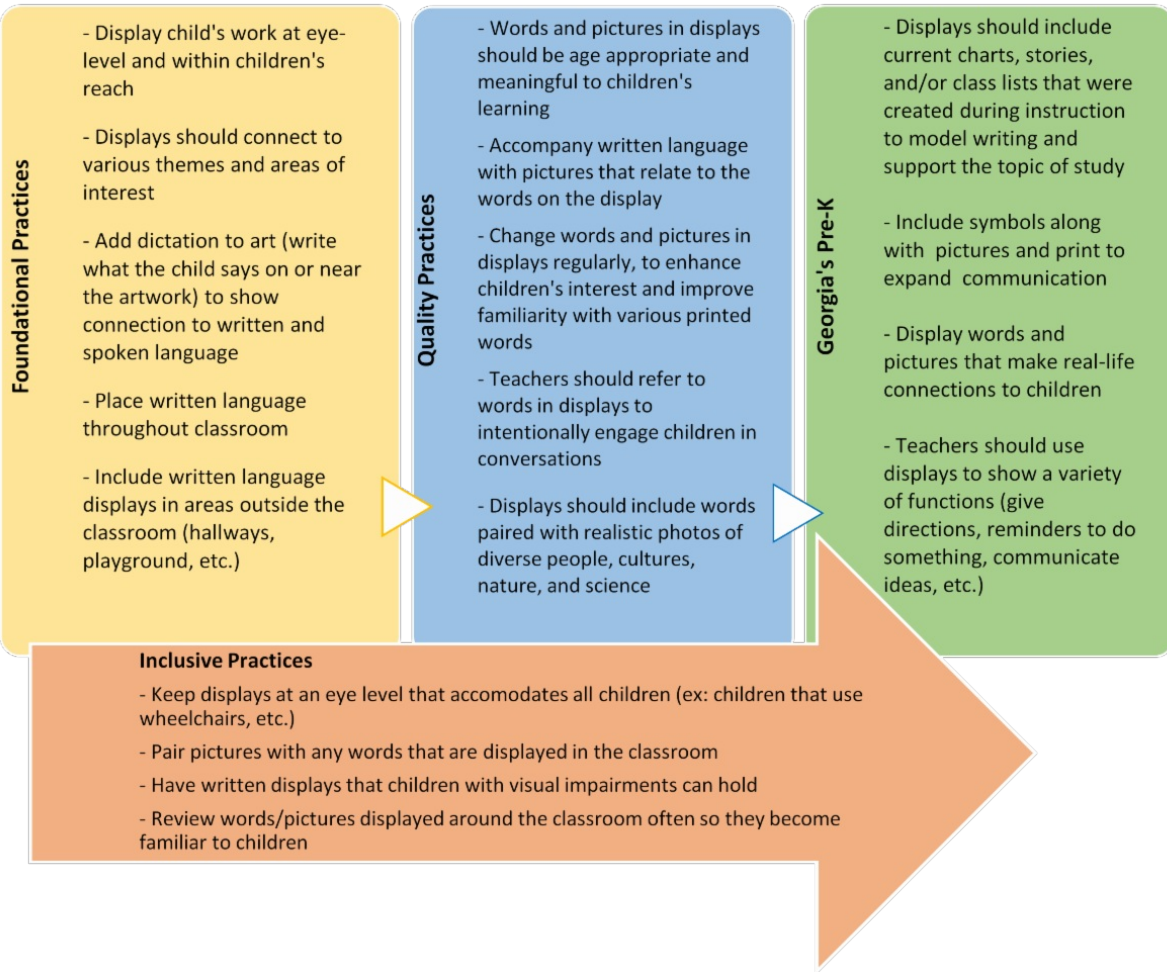 Foundational Practices
- Display child's work at eye-
level and within children's
reach
- Displays should connect to
various themes and areas of
interest
- Add dictation to art (write
what the child says on or near
the artwork) to show
connection to written and
spoken language
- Place written language
throughout classroom
- Include written language
displays in areas outside the
classroom (hallways,
playground, etc.)
Quality Practices
- Words and pictures in displays
should be age appropriate and
meaningful to children's
learning
- Accompany written language
with pictures that relate to the
words on the display
- Change words and pictures in
displays regularly, to enhance
children's interest and improve
familiarity with various printed
words
- Teachers should refer to
words in displays to
intentionally engage children in
conversations
- Displays should include words
paired with realistic photos of
diverse people, cultures,
nature, and science
Georgia's Pre-K
- Displays should include
current charts, stories,
and/or class lists that were
created during instruction
to model writing and
support the topic of study
- Include symbols along
with pictures and print to
expand communication
- Display words and
pictures that make real-life
connections to children
- Teachers should use
displays to show a variety
of functions (give
directions, reminders to do
something, communicate
ideas, etc.)
Inclusive Practices
- Keep displays at an eye level that accomodates all children (ex: children that use
wheelchairs, etc.)
- Pair pictures with any words that are displayed in the classroom
- Have written displays that children with visual impairments can hold
- Review words/pictures displayed around the classroom often so they become
familiar to children